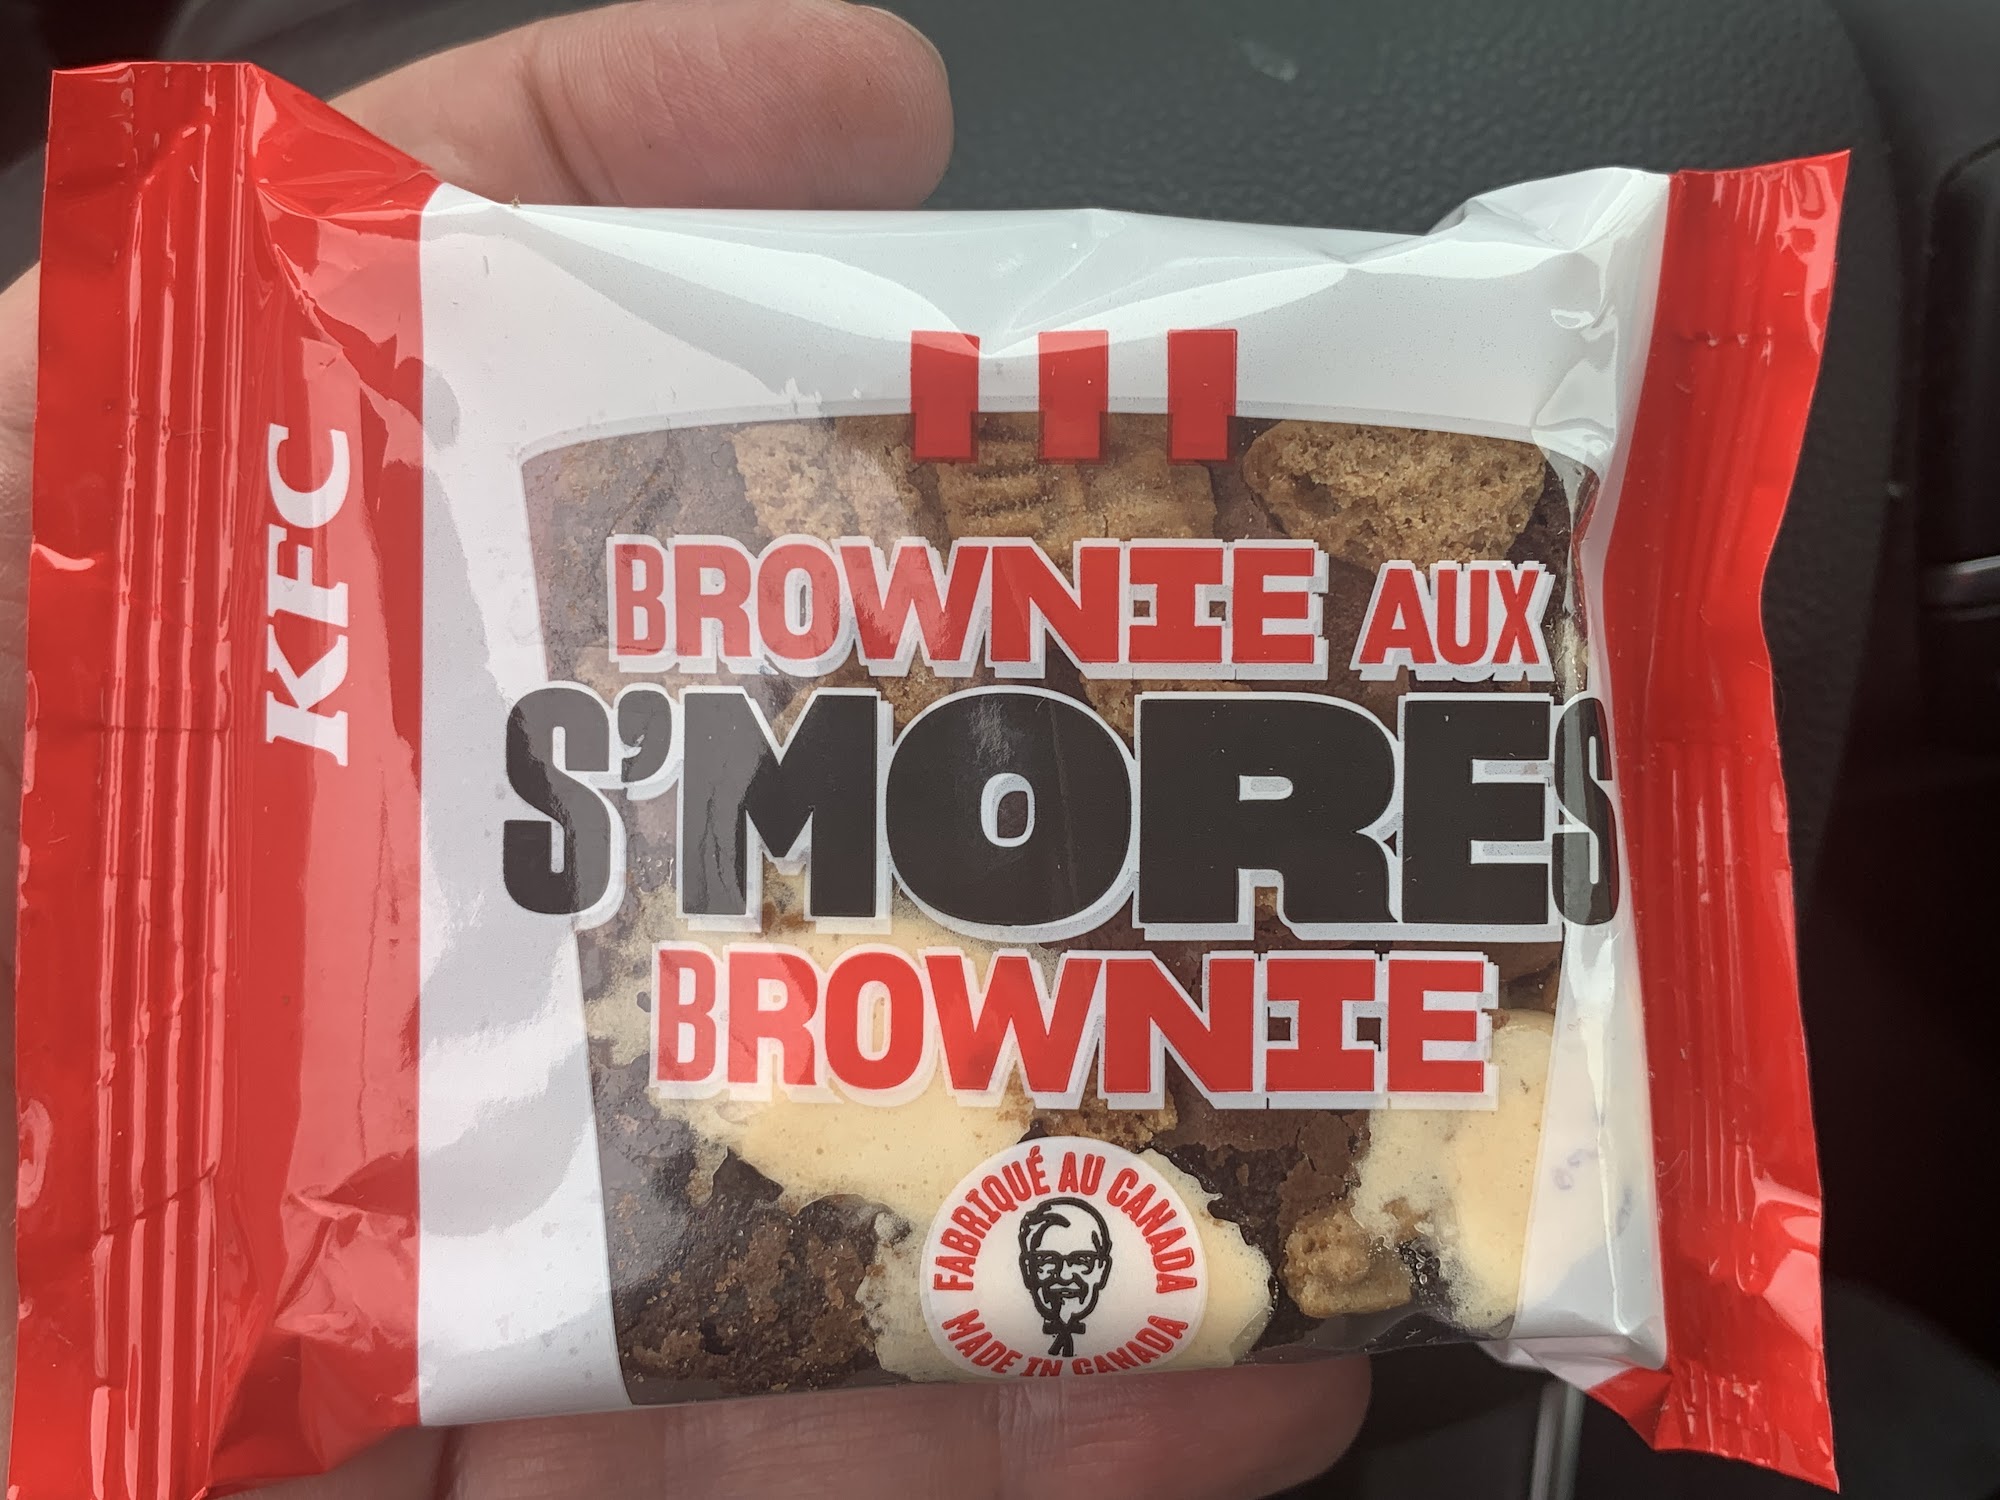 KFC
BROWNIE AUX
S'MORES
BROWNIE
FABRIQUÉ AU CANADA
MADE IN CANADA